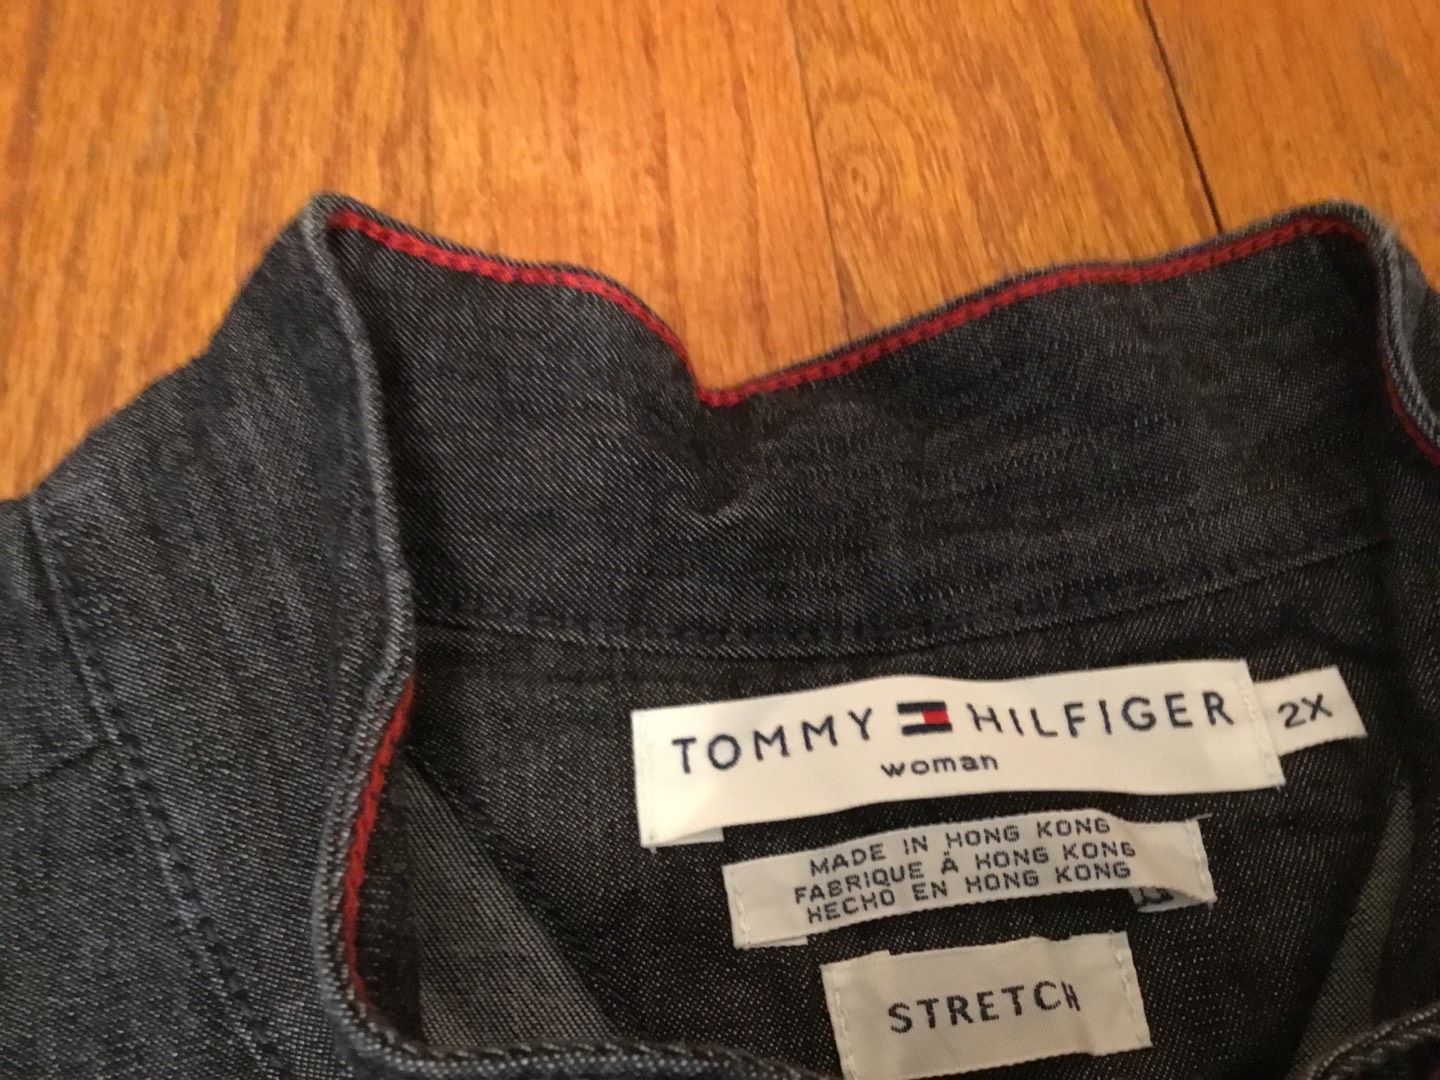 TOMMY HILFIGER
woman
2X
MADE IN HONG KONG
FABRIQUE À HONG KONG
HECHO EN HONG KONG
STRETCH